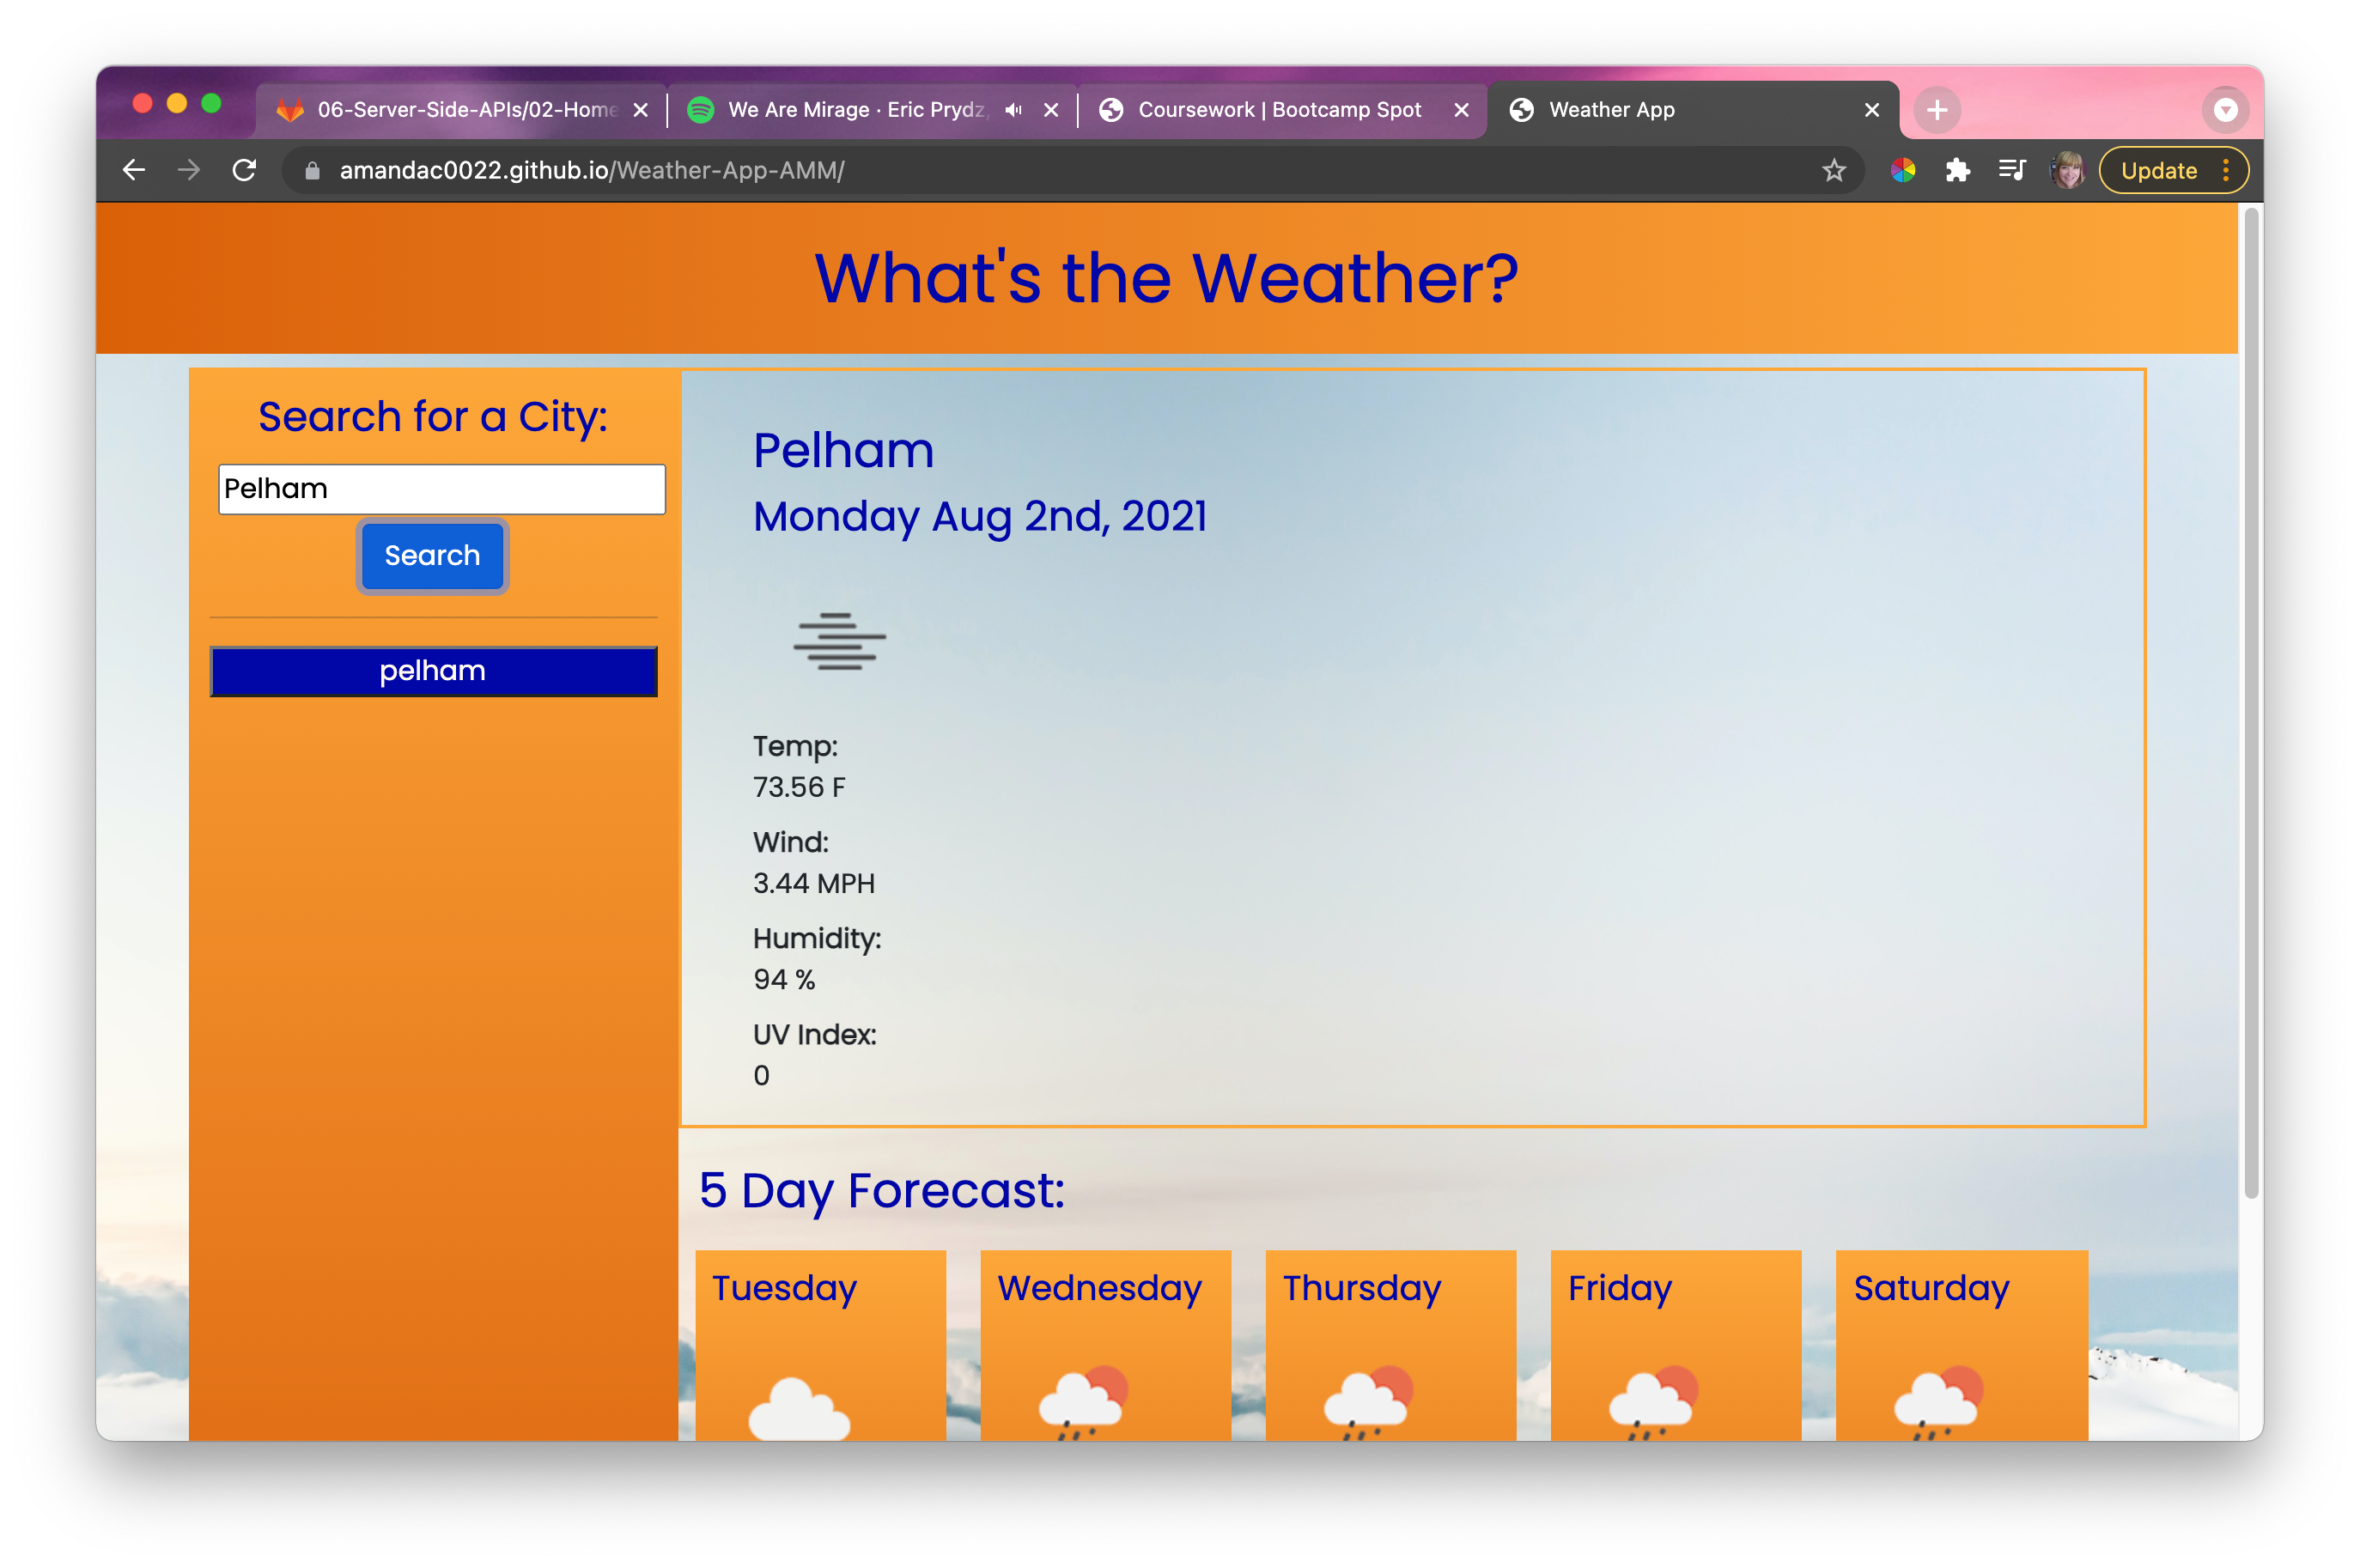 06-Server-Side-APIs/02-Home
We Are Mirage · Eric Prydz,
Coursework | Bootcamp Spot
Weather App
amandac0022.github.io/Weather-App-AMM/
Update
What's the Weather?
Search for a City:
Pelham
Search
pelham
Pelham
Monday Aug 2nd, 2021
Temp:
73.56 F
Wind:
3.44 MPH
Humidity:
94 %
UV Index:
0
5 Day Forecast:
Tuesday
Wednesday
Thursday
Friday
Saturday